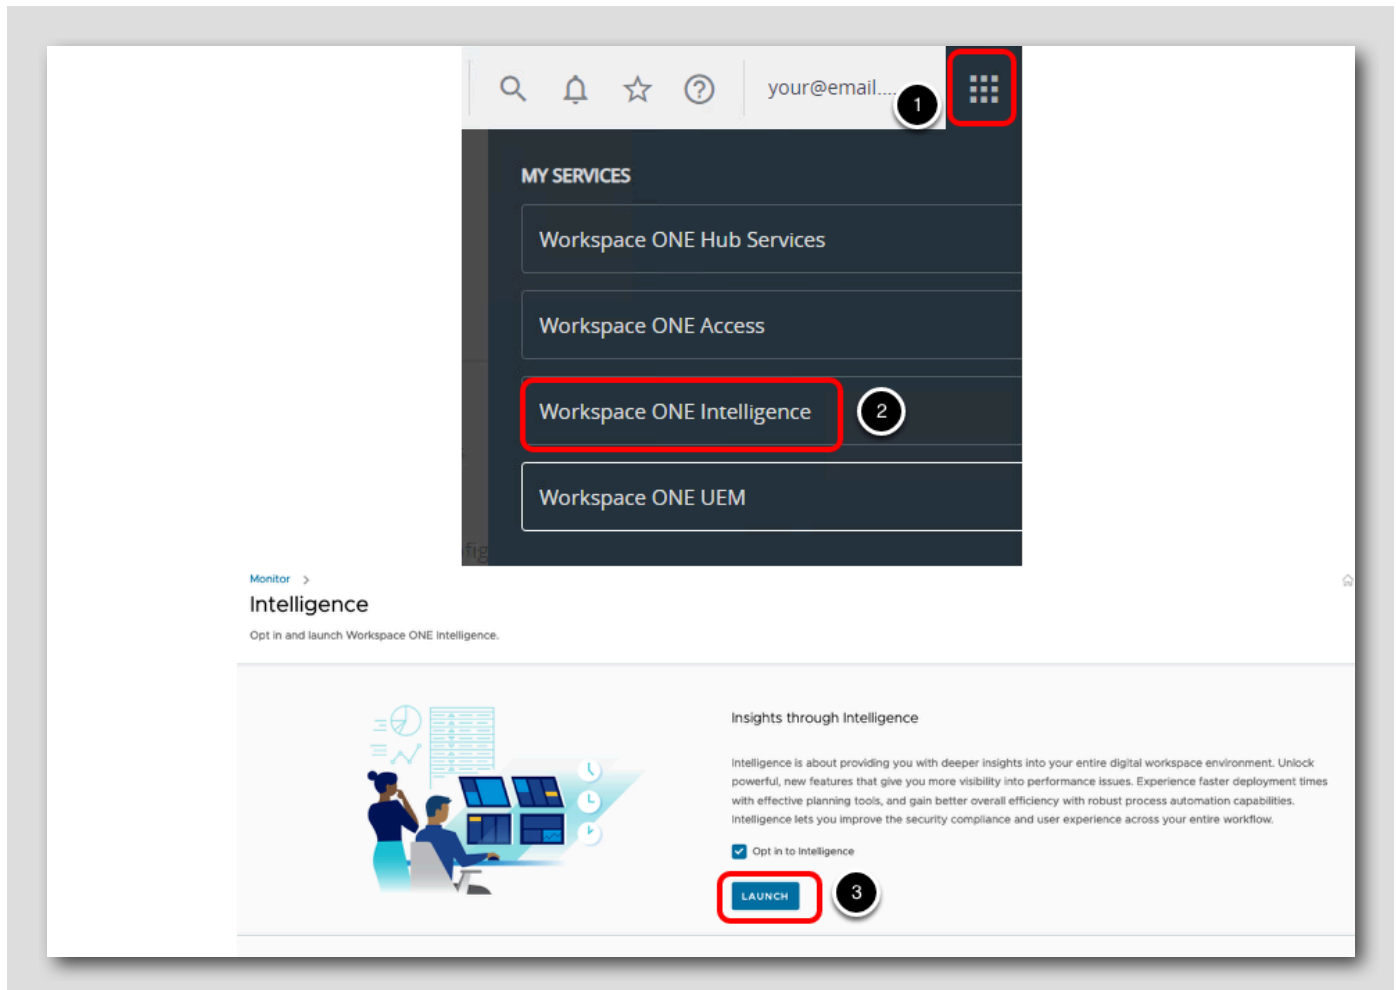 your@email....
1
MY SERVICES
Workspace ONE Hub Services
Workspace ONE Access
Workspace ONE Intelligence
2
Workspace ONE UEM
fig
Monitor >
Intelligence
Opt in and launch Workspace ONE Intelligence.
Insights through Intelligence
Intelligence is about providing you with deeper insights into your entire digital workspace environment. Unlock
powerful, new features that give you more visibility into performance issues. Experience faster deployment times
with effective planning tools, and gain better overall efficiency with robust process automation capabilities.
Intelligence lets you improve the security compliance and user experience across your entire workflow.
Opt in to Intelligence
LAUNCH
3